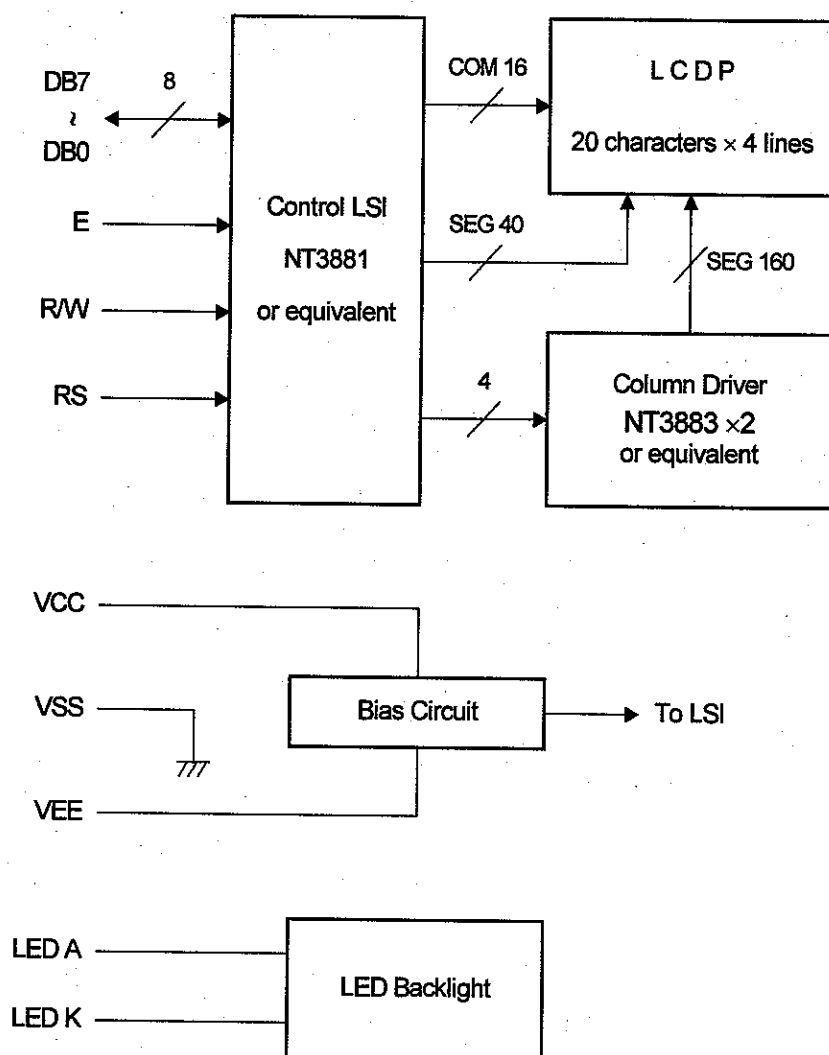 DB7
≀
DB0
8
E
R/W
RS
Control LSI
NT3881
or equivalent
COM 16
SEG 40
4
L C D P
20 characters × 4 lines
SEG 160
Column Driver
NT3883 ×2
or equivalent
VCC
VSS
VEE
Bias Circuit
To LSI
LED A
LED K
LED Backlight